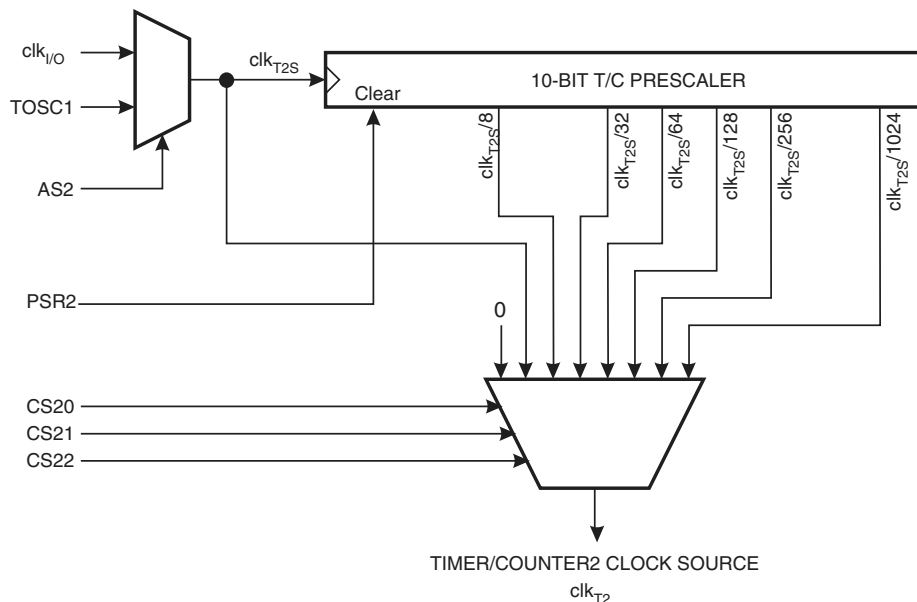 clkI/O
clkT2S
10-BIT T/C PRESCALER
TOSC1
Clear
clkT2S/8
clkT2S/32
clkT2S/64
clkT2S/128
clkT2S/256
clkT2S/1024
AS2
PSR2
0
CS20
CS21
CS22
TIMER/COUNTER2 CLOCK SOURCE
clkT2